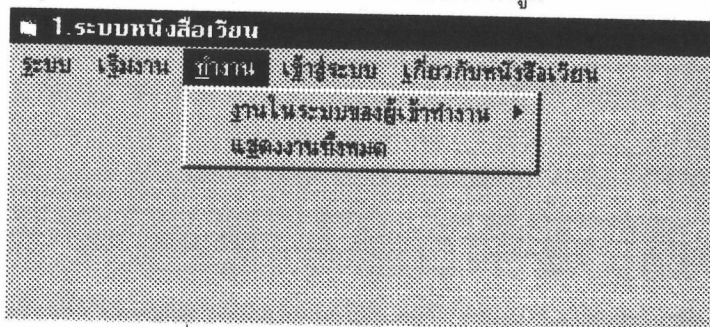 1.ระบบหนังสือเวียน
ระบบ เริ่มงาน ทำงาน เข้าสู่ระบบ เกี่ยวกับหนังสือเวียน
งานในระบบของผู้เข้าทำงาน
แสดงงานทั้งหมด